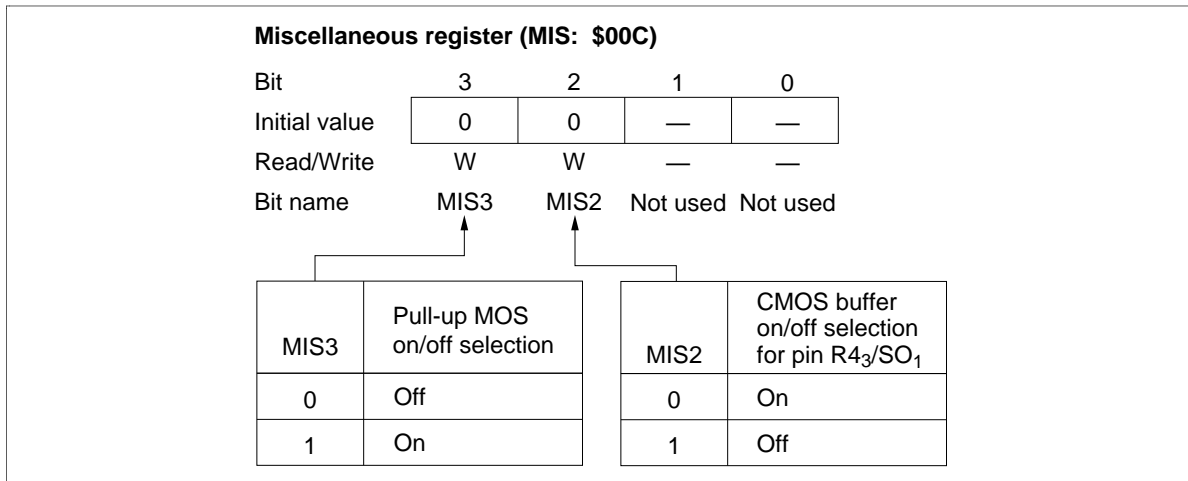 Miscellaneous register (MIS: $00C)
Bit 3 2 1 0
Initial value 0 0 — —
Read/Write W W — —
Bit name MIS3 MIS2 Not used Not used
MIS3 Pull-up MOS on/off selection
0 Off
1 On
MIS2 CMOS buffer on/off selection for pin R4₃/SO₁
0 On
1 Off